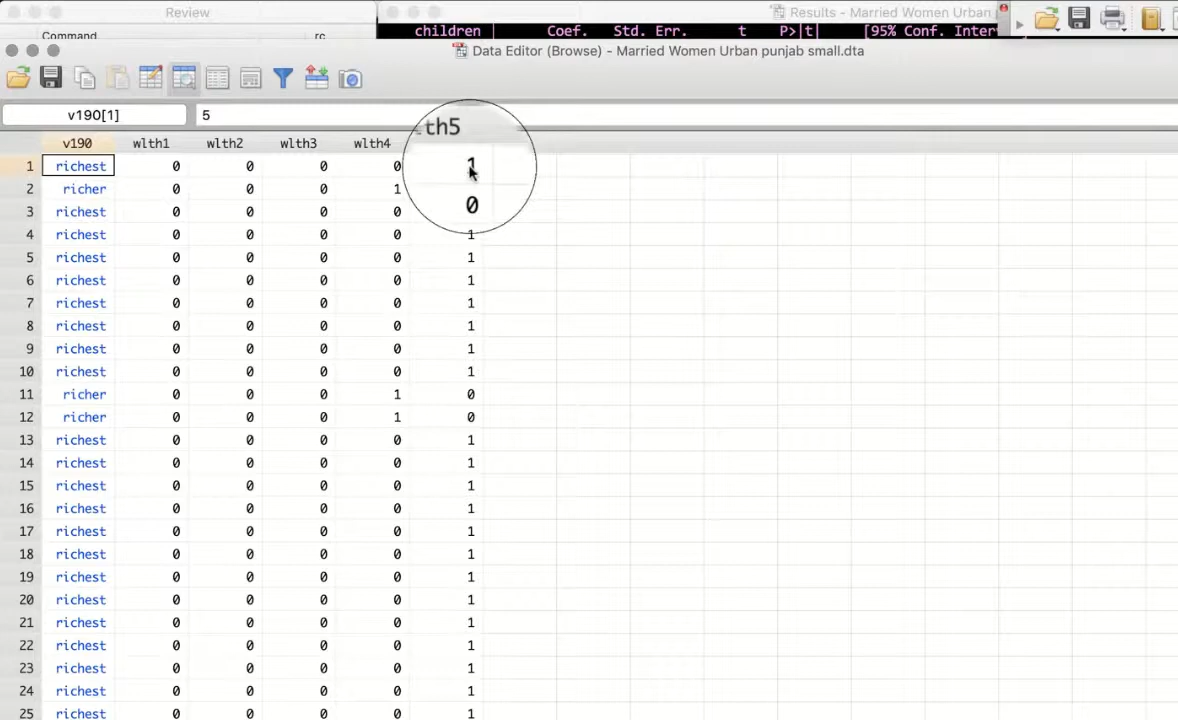 Review
Results - Married Women Urban
Command rc
children | Coef. Std. Err. t P>|t| [95% Conf. Inter
Data Editor (Browse) - Married Women Urban punjab small.dta
v190[1] 5
v190 wlth1 wlth2 wlth3 wlth4 th5
1 richest 0 0 0 0 1
2 richer 0 0 0 1 0
3 richest 0 0 0 0
4 richest 0 0 0 0 1
5 richest 0 0 0 0 1
6 richest 0 0 0 0 1
7 richest 0 0 0 0 1
8 richest 0 0 0 0 1
9 richest 0 0 0 0 1
10 richest 0 0 0 0 1
11 richer 0 0 0 1 0
12 richer 0 0 0 1 0
13 richest 0 0 0 0 1
14 richest 0 0 0 0 1
15 richest 0 0 0 0 1
16 richest 0 0 0 0 1
17 richest 0 0 0 0 1
18 richest 0 0 0 0 1
19 richest 0 0 0 0 1
20 richest 0 0 0 0 1
21 richest 0 0 0 0 1
22 richest 0 0 0 0 1
23 richest 0 0 0 0 1
24 richest 0 0 0 0 1
25 richest 0 0 0 0 1